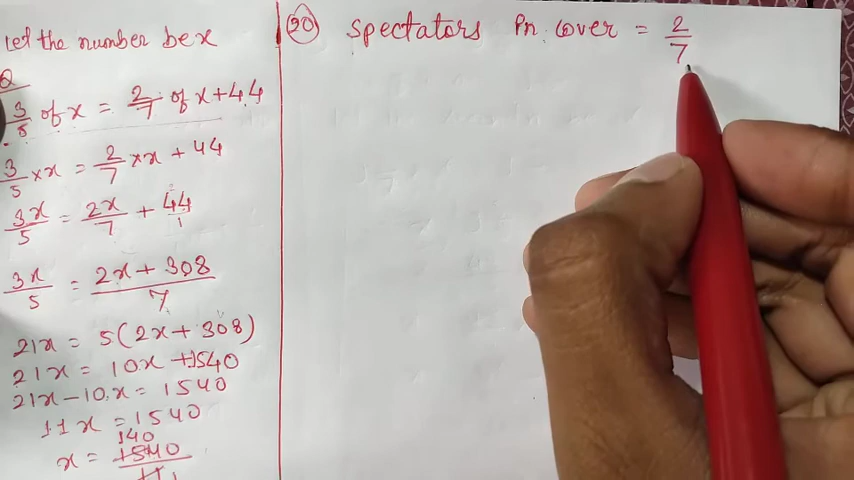 Let the number be x
Q
3/5 of x = 2/7 of x + 44
3/5 × x = 2/7 × x + 44
3x/5 = 2x/7 + 44/1
3x/5 = 2x + 308/7
21x = 5(2x + 308)
21x = 10x + 1540
21x - 10x = 1540
11x = 1540
140
x = 1540/11
1
20 Spectators in cover = 2/7